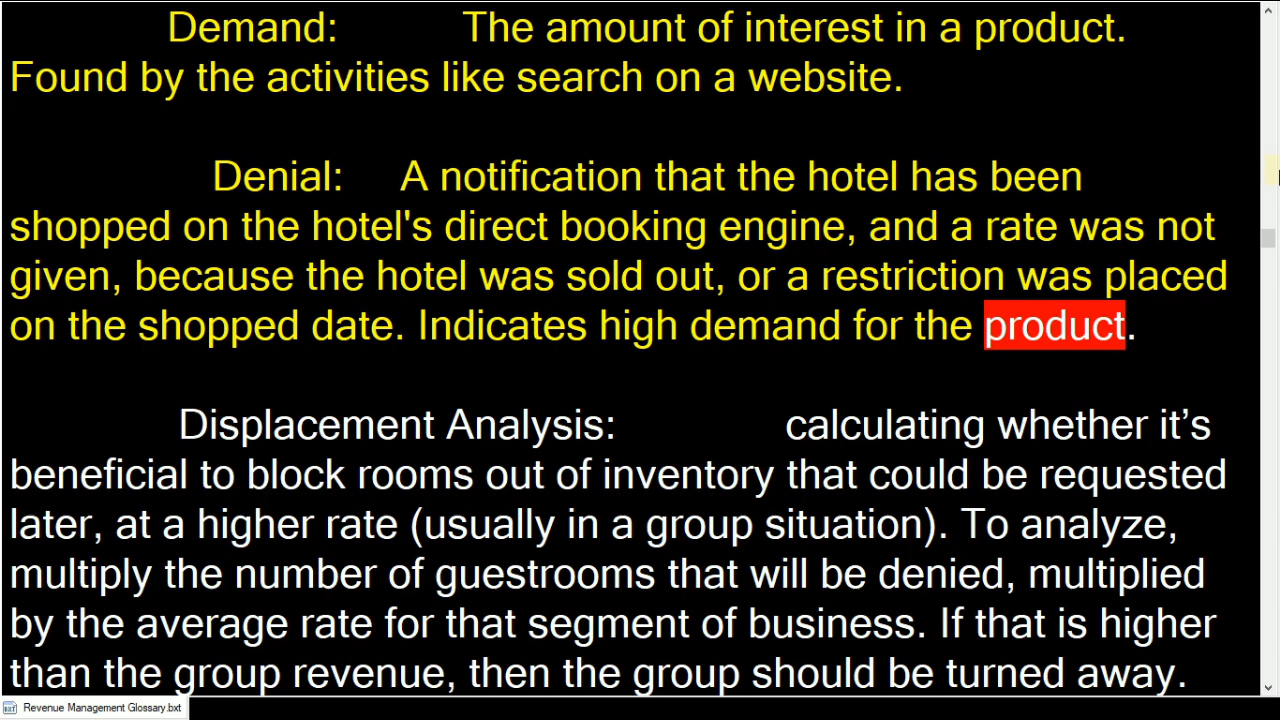 Demand: The amount of interest in a product.
Found by the activities like search on a website.
Denial: A notification that the hotel has been
shopped on the hotel's direct booking engine, and a rate was not
given, because the hotel was sold out, or a restriction was placed
on the shopped date. Indicates high demand for the product.
Displacement Analysis: calculating whether it’s
beneficial to block rooms out of inventory that could be requested
later, at a higher rate (usually in a group situation). To analyze,
multiply the number of guestrooms that will be denied, multiplied
by the average rate for that segment of business. If that is higher
than the group revenue, then the group should be turned away.
Revenue Management Glossary.bxt